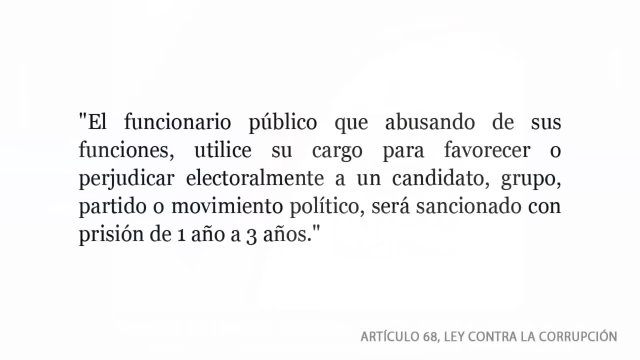 "El funcionario público que abusando de sus
funciones, utilice su cargo para favorecer o
perjudicar electoralmente a un candidato, grupo,
partido o movimiento político, será sancionado con
prisión de 1 año a 3 años."
ARTÍCULO 68, LEY CONTRA LA CORRUPCIÓN